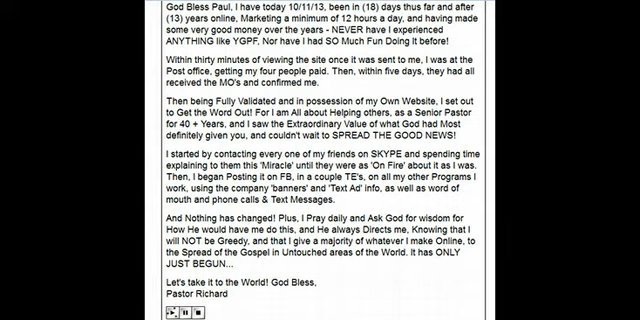 God Bless Paul, I have today 10/11/13, been in (18) days thus far and after
(13) years online, Marketing a minimum of 12 hours a day, and having made
some very good money over the years - NEVER have I experienced
ANYTHING like YGPF, Nor have I had SO Much Fun Doing It before!
Within thirty minutes of viewing the site once it was sent to me, I was at the
Post office, getting my four people paid. Then, within five days, they had all
received the MO's and confirmed me.
Then being Fully Validated and in possession of my Own Website, I set out
to Get the Word Out! For I am All about Helping others, as a Senior Pastor
for 40 + Years, and I saw the Extraordinary Value of what God had Most
definitely given you, and couldn't wait to SPREAD THE GOOD NEWS!
I started by contacting every one of my friends on SKYPE and spending time
explaining to them this 'Miracle' until they were as 'On Fire' about it as I was.
Then, I began Posting it on FB, in a couple TE's, on all my other Programs I
work, using the company 'banners' and 'Text Ad' info, as well as word of
mouth and phone calls & Text Messages.
And Nothing has changed! Plus, I Pray daily and Ask God for wisdom for
How He would have me do this, and He always Directs me, Knowing that I
will NOT be Greedy, and that I give a majority of whatever I make Online, to
the Spread of the Gospel in Untouched areas of the World. It has ONLY
JUST BEGUN...
Let's take it to the World! God Bless,
Pastor Richard